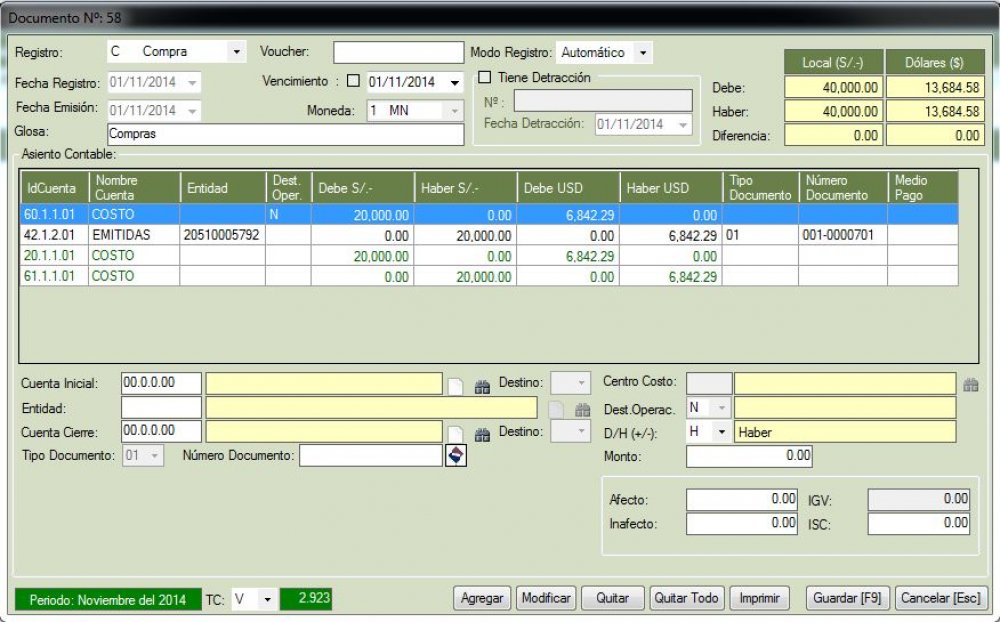 Documento Nº: 58
Registro: C Compra Voucher: Modo Registro: Automático
Local (S/.-) Dólares ($)
Fecha Registro: 01/11/2014 Vencimiento : 01/11/2014 Tiene Detracción
Debe: 40,000.00 13,684.58
Nº :
Fecha Emisión: 01/11/2014 Moneda: 1 MN
Haber: 40,000.00 13,684.58
Fecha Detracción: 01/11/2014
Glosa: Compras
Diferencia: 0.00 0.00
Asiento Contable:
IdCuenta Nombre Cuenta Entidad Dest. Oper. Debe S/.- Haber S/.- Debe USD Haber USD Tipo Documento Número Documento Medio Pago
60.1.1.01 COSTO N 20,000.00 0.00 6,842.29 0.00
42.1.2.01 EMITIDAS 20510005792 0.00 20,000.00 0.00 6,842.29 01 001-0000701
20.1.1.01 COSTO 20,000.00 0.00 6,842.29 0.00
61.1.1.01 COSTO 0.00 20,000.00 0.00 6,842.29
Cuenta Inicial: 00.0.0.00 Destino: Centro Costo:
Entidad: Dest.Operac. N
Cuenta Cierre: 00.0.0.00 Destino: D/H (+/-): H Haber
Tipo Documento: 01 Número Documento: Monto: 0.00
Afecto: 0.00 IGV: 0.00
Inafecto: 0.00 ISC: 0.00
Periodo: Noviembre del 2014 TC: V 2.923 Agregar Modificar Quitar Quitar Todo Imprimir Guardar [F9] Cancelar [Esc]